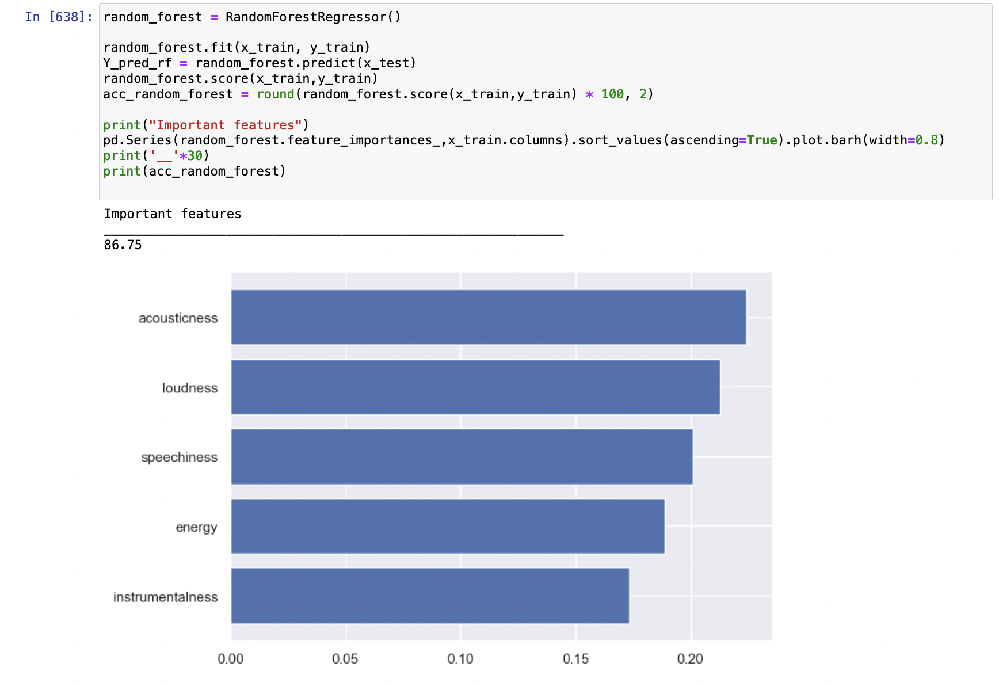 In [638]: random_forest = RandomForestRegressor()
random_forest.fit(x_train, y_train)
Y_pred_rf = random_forest.predict(x_test)
random_forest.score(x_train,y_train)
acc_random_forest = round(random_forest.score(x_train,y_train) * 100, 2)
print("Important features")
pd.Series(random_forest.feature_importances_,x_train.columns).sort_values(ascending=True).plot.barh(width=0.8)
print('__'*30)
print(acc_random_forest)
Important features
____________________________________________________________
86.75
acousticness
loudness
speechiness
energy
instrumentalness
0.00 0.05 0.10 0.15 0.20